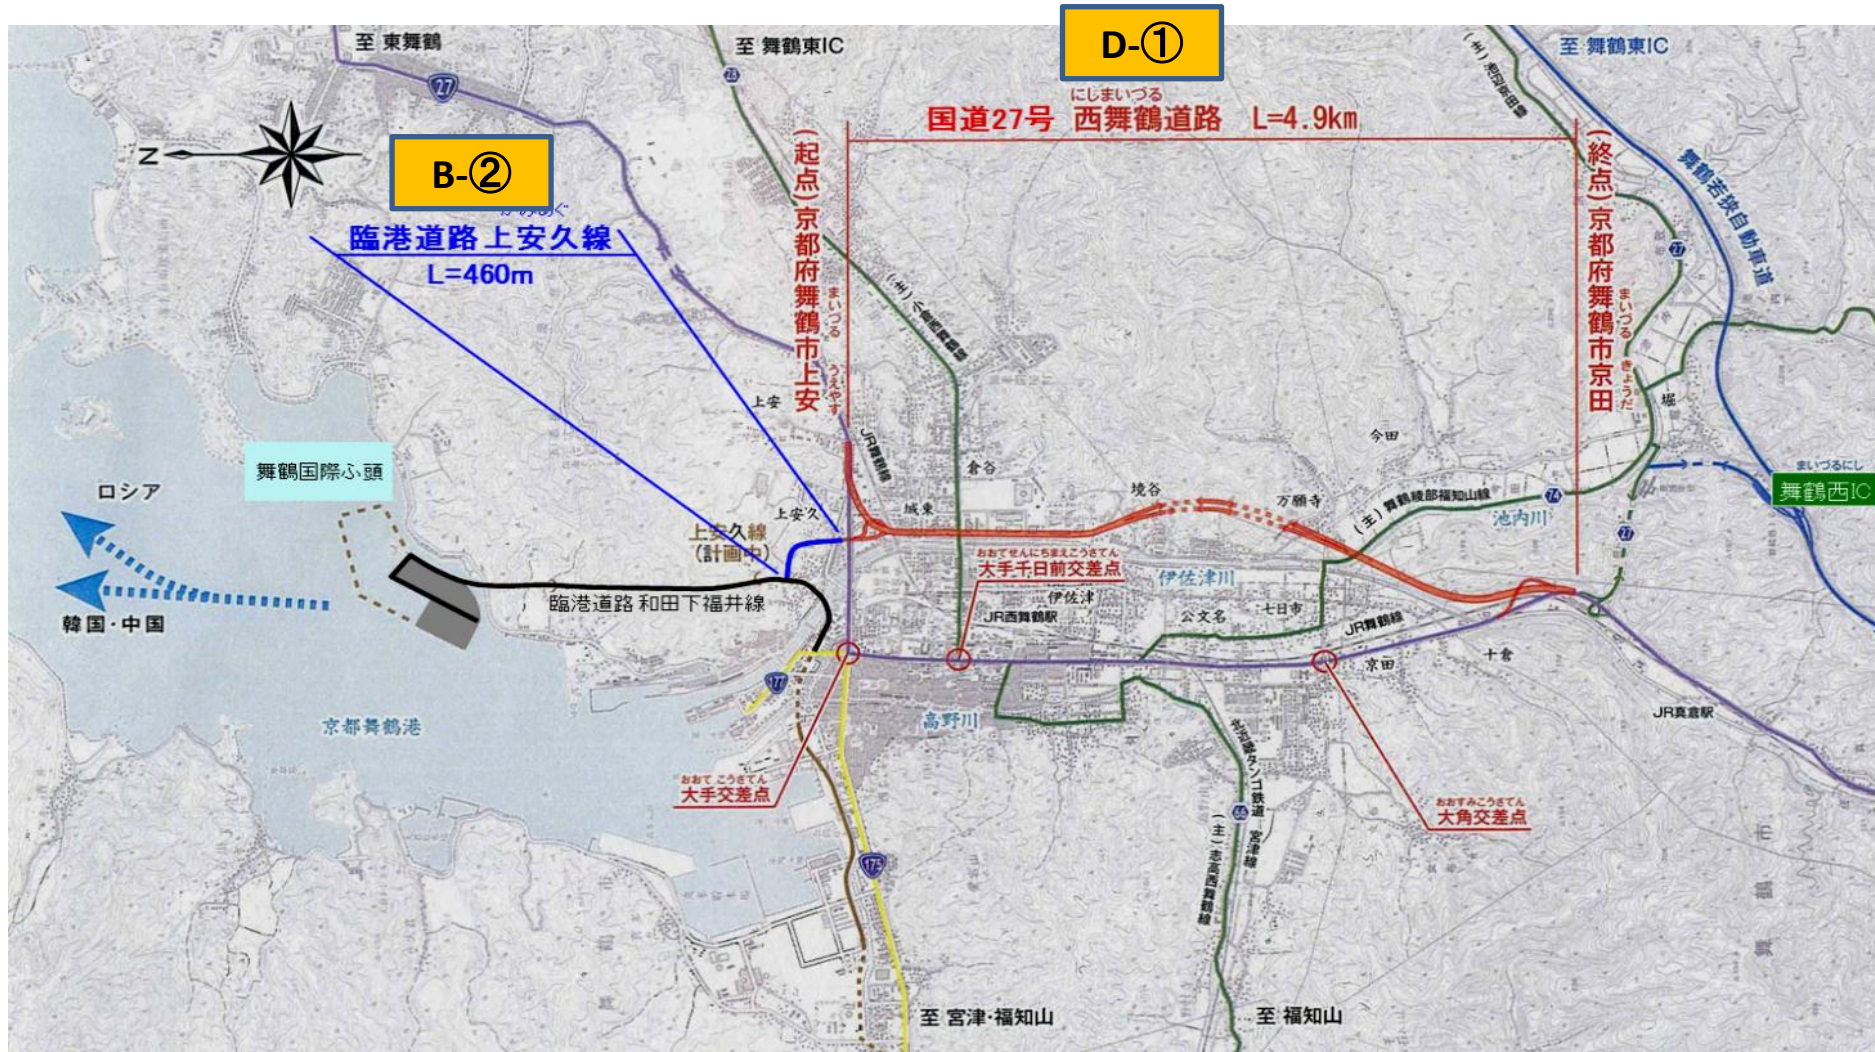 D-①
至 東舞鶴
至 舞鶴東IC
至 舞鶴東IC
27
28
にしまいづる
国道27号 西舞鶴道路 L=4.9km
N
B-②
かみあぐ
臨港道路 上安久線
L=460m
(起点)京都府舞鶴市上安
まいづる
うえやす
(終点)京都府舞鶴市京田
まいづる
きょうだ
舞鶴若狭自動車道
27
(主)小倉西舞鶴線
上安
JR舞鶴線
倉谷
城東
上安久
上安久線
(計画中)
境谷
万願寺
今田
堀
(主)舞鶴綾部福知山線
74
池内川
27
まいづるにし
舞鶴西IC
舞鶴国際ふ頭
ロシア
韓国・中国
臨港道路 和田下福井線
おおてせんにちまえこうさてん
大手千日前交差点
伊佐津川
伊佐津
JR西舞鶴駅
公文名
七日市
JR舞鶴線
京田
十倉
JR真倉駅
京都舞鶴港
高野川
おおて こうさてん
大手交差点
おおすみこうさてん
大角交差点
66
(主)志高西舞鶴線
175
至 宮津・福知山
至 福知山
舞
鶴
市